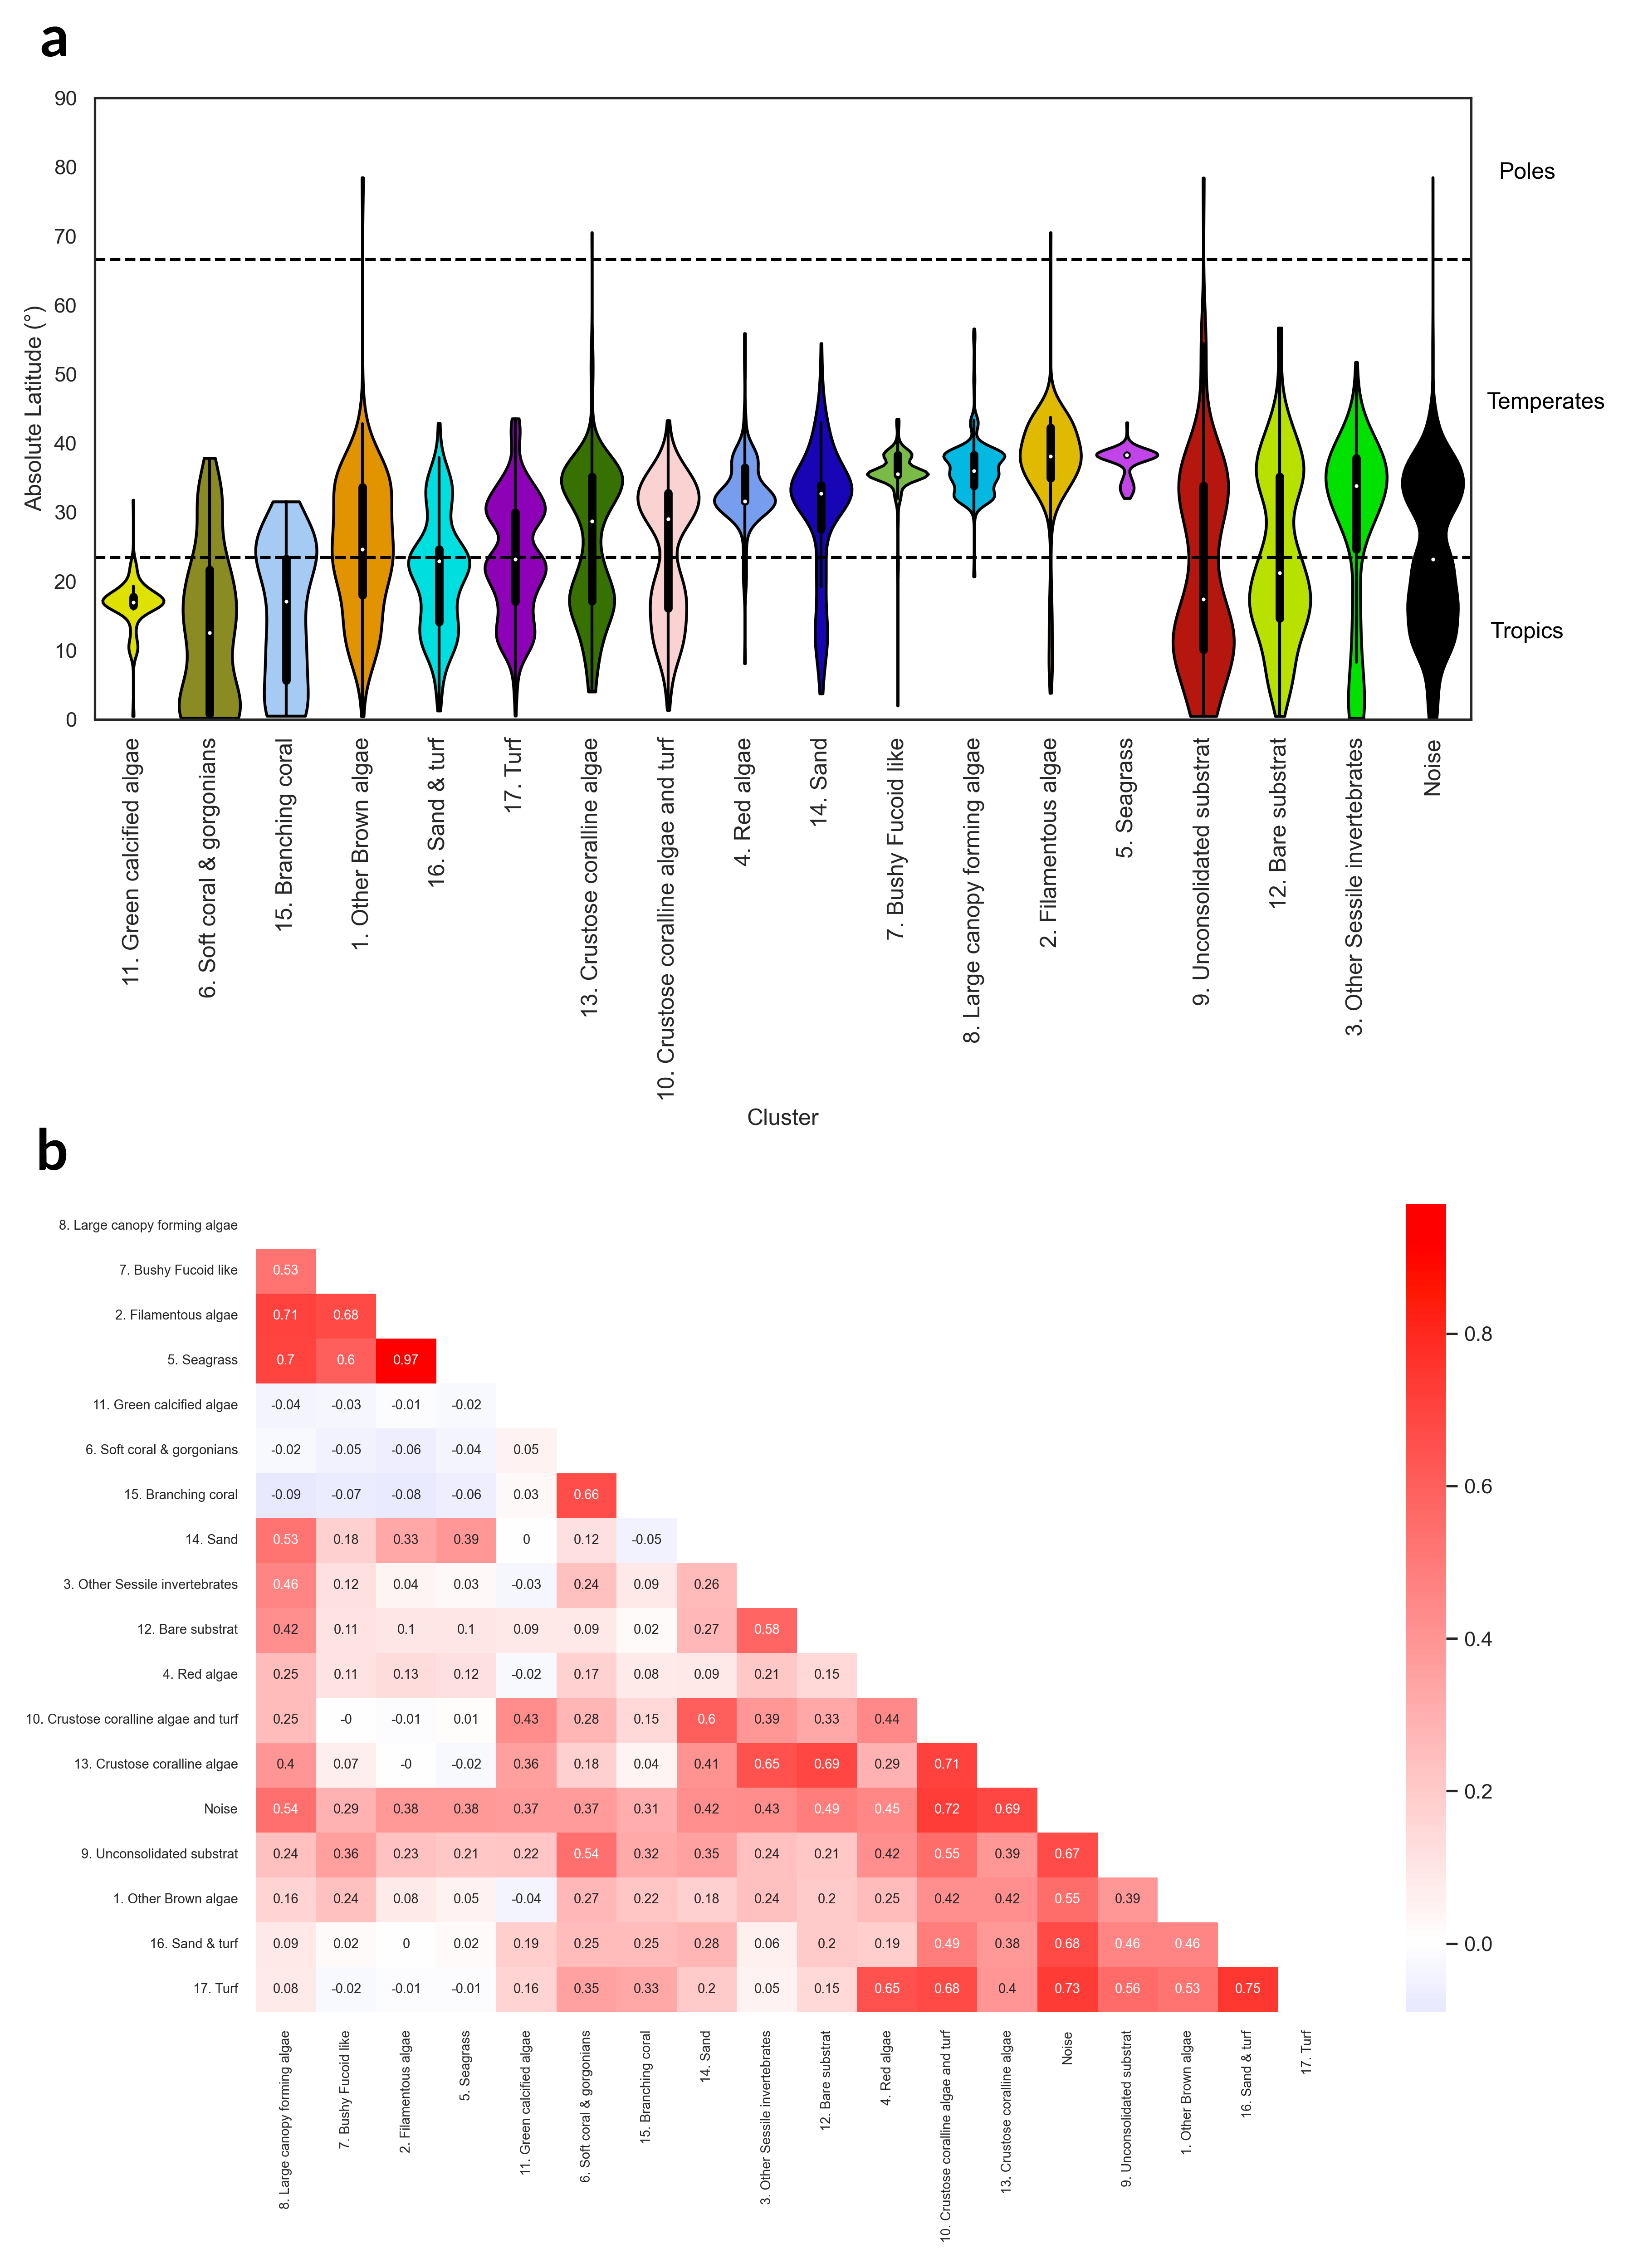 a
90
80
70
60
50
40
30
20
10
0
Absolute Latitude (°)
Poles
Temperates
Tropics
11. Green calcified algae
6. Soft coral & gorgonians
15. Branching coral
1. Other Brown algae
16. Sand & turf
17. Turf
13. Crustose coralline algae
10. Crustose coralline algae and turf
4. Red algae
14. Sand
7. Bushy Fucoid like
8. Large canopy forming algae
2. Filamentous algae
5. Seagrass
9. Unconsolidated substrat
12. Bare substrat
3. Other Sessile invertebrates
Noise
Cluster
b
8. Large canopy forming algae
7. Bushy Fucoid like 0.53
2. Filamentous algae 0.71 0.68
5. Seagrass 0.7 0.6 0.97
11. Green calcified algae -0.04 -0.03 -0.01 -0.02
6. Soft coral & gorgonians -0.02 -0.05 -0.06 -0.04 0.05
15. Branching coral -0.09 -0.07 -0.08 -0.06 0.03 0.66
14. Sand 0.53 0.18 0.33 0.39 0 0.12 -0.05
3. Other Sessile invertebrates 0.46 0.12 0.04 0.03 -0.03 0.24 0.09 0.26
12. Bare substrat 0.42 0.11 0.1 0.1 0.09 0.09 0.02 0.27 0.58
4. Red algae 0.25 0.11 0.13 0.12 -0.02 0.17 0.08 0.09 0.21 0.15
10. Crustose coralline algae and turf 0.25 -0 -0.01 0.01 0.43 0.28 0.15 0.6 0.39 0.33 0.44
13. Crustose coralline algae 0.4 0.07 -0 -0.02 0.36 0.18 0.04 0.41 0.65 0.69 0.29 0.71
Noise 0.54 0.29 0.38 0.38 0.37 0.37 0.31 0.42 0.43 0.49 0.45 0.72 0.69
9. Unconsolidated substrat 0.24 0.36 0.23 0.21 0.22 0.54 0.32 0.35 0.24 0.21 0.42 0.55 0.39 0.67
1. Other Brown algae 0.16 0.24 0.08 0.05 -0.04 0.27 0.22 0.18 0.24 0.2 0.25 0.42 0.42 0.55 0.39
16. Sand & turf 0.09 0.02 0 0.02 0.19 0.25 0.25 0.28 0.06 0.2 0.19 0.49 0.38 0.68 0.46 0.46
17. Turf 0.08 -0.02 -0.01 -0.01 0.16 0.35 0.33 0.2 0.05 0.15 0.65 0.68 0.4 0.73 0.56 0.53 0.75
8. Large canopy forming algae
7. Bushy Fucoid like
2. Filamentous algae
5. Seagrass
11. Green calcified algae
6. Soft coral & gorgonians
15. Branching coral
14. Sand
3. Other Sessile invertebrates
12. Bare substrat
4. Red algae
10. Crustose coralline algae and turf
13. Crustose coralline algae
Noise
9. Unconsolidated substrat
1. Other Brown algae
16. Sand & turf
17. Turf
0.8
0.6
0.4
0.2
0.0